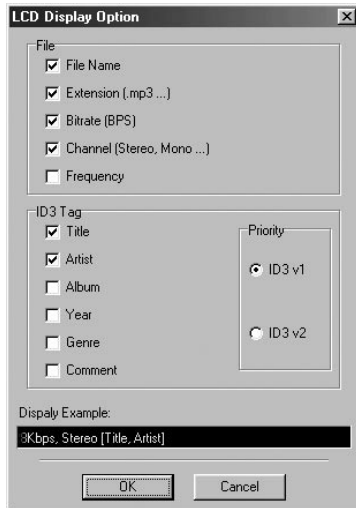 LCD Display Option
File
File Name
Extension (.mp3 ...)
Bitrate (BPS)
Channel (Stereo, Mono ...)
Frequency
ID3 Tag
Title
Artist
Album
Year
Genre
Comment
Priority
ID3 v1
ID3 v2
Dispaly Example:
8Kbps, Stereo [Title, Artist]
OK
Cancel